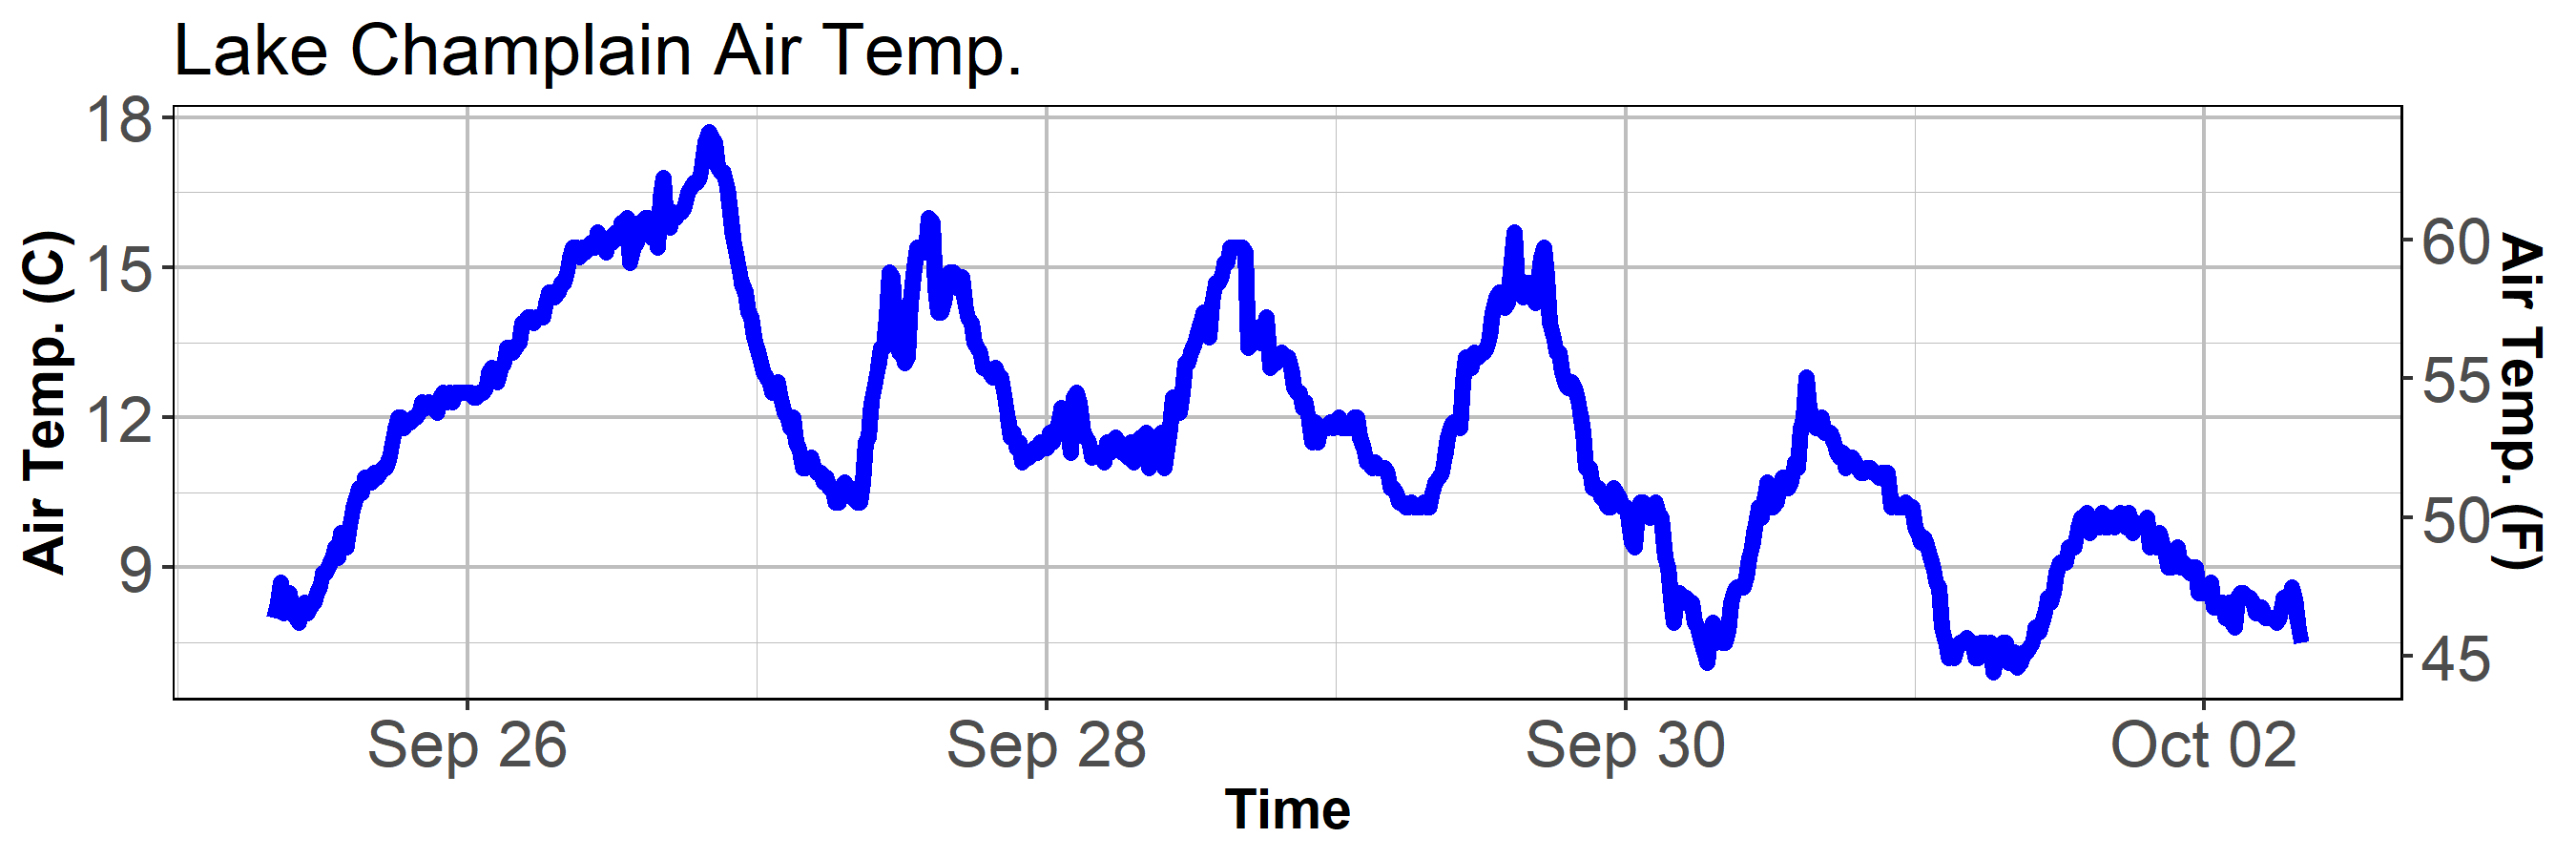 Lake Champlain Air Temp.
18
15
12
9
Air Temp. (C)
60
55
50
45
Air Temp. (F)
Sep 26
Sep 28
Sep 30
Oct 02
Time